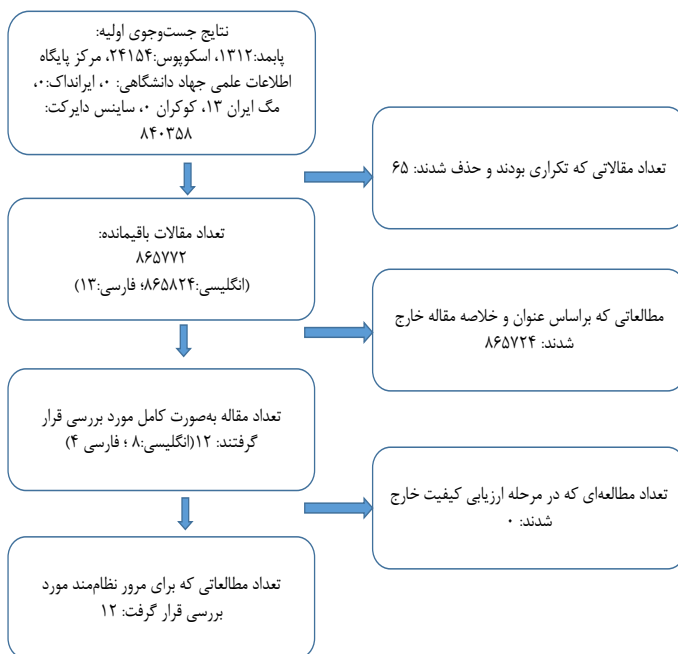 نتایج جست‌وجوی اولیه:
پابمد:۱۳۱۲، اسکوپوس:۲۴۱۵۴، مرکز پایگاه
اطلاعات علمی جهاد دانشگاهی: ۰، ایرانداک:۰،
مگ ایران ۱۳، کوکران ۰، ساینس دایرکت:
۸۴۰۳۵۸
تعداد مقالاتی که تکراری بودند و حذف شدند: ۶۵
تعداد مقالات باقیمانده:
۸۶۵۷۷۲
(انگلیسی:۸۶۵۸۲۴؛ فارسی:۱۳)
مطالعاتی که براساس عنوان و خلاصه مقاله خارج
شدند: ۸۶۵۷۲۴
تعداد مقاله به‌صورت کامل مورد بررسی قرار
گرفتند: ۱۲(انگلیسی:۸ ؛ فارسی ۴)
تعداد مطالعه‌ای که در مرحله ارزیابی کیفیت خارج
شدند: ۰
تعداد مطالعاتی که برای مرور نظام‌مند مورد
بررسی قرار گرفت: ۱۲